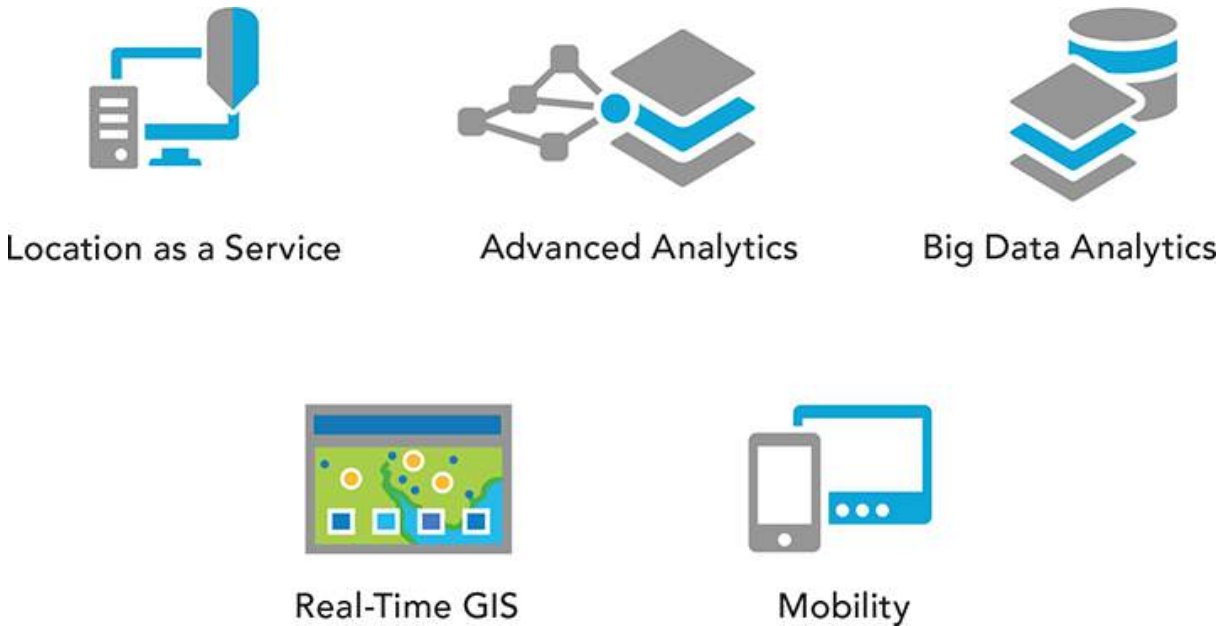 Location as a Service
Advanced Analytics
Big Data Analytics
Real-Time GIS
Mobility